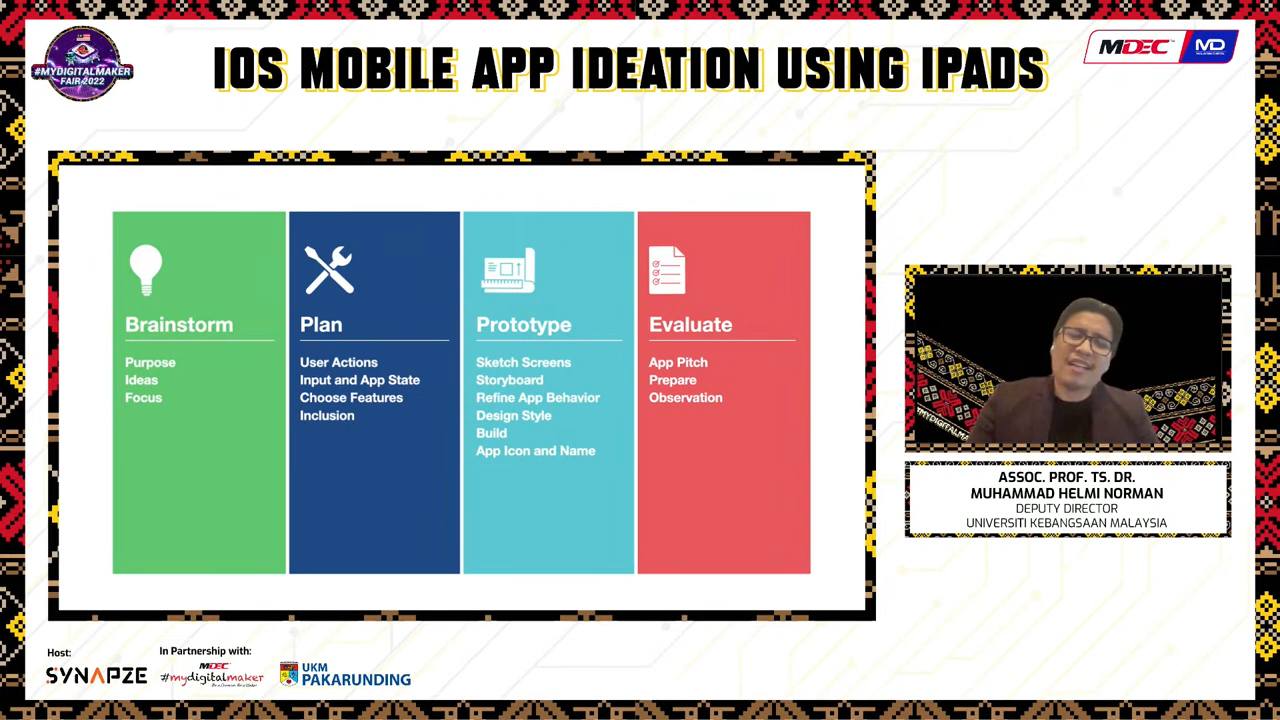 #MYDIGITALMAKER
FAIR 2022
IOS MOBILE APP IDEATION USING IPADS
MDEC
MD
Brainstorm
Purpose
Ideas
Focus
Plan
User Actions
Input and App State
Choose Features
Inclusion
Prototype
Sketch Screens
Storyboard
Refine App Behavior
Design Style
Build
App Icon and Name
Evaluate
App Pitch
Prepare
Observation
#MYDIGITALMA
ASSOC. PROF. TS. DR.
MUHAMMAD HELMI NORMAN
DEPUTY DIRECTOR
UNIVERSITI KEBANGSAAN MALAYSIA
Host:
SYNAPZE
In Partnership with:
MDEC
#mydigitalmaker
UKM
PAKARUNDING